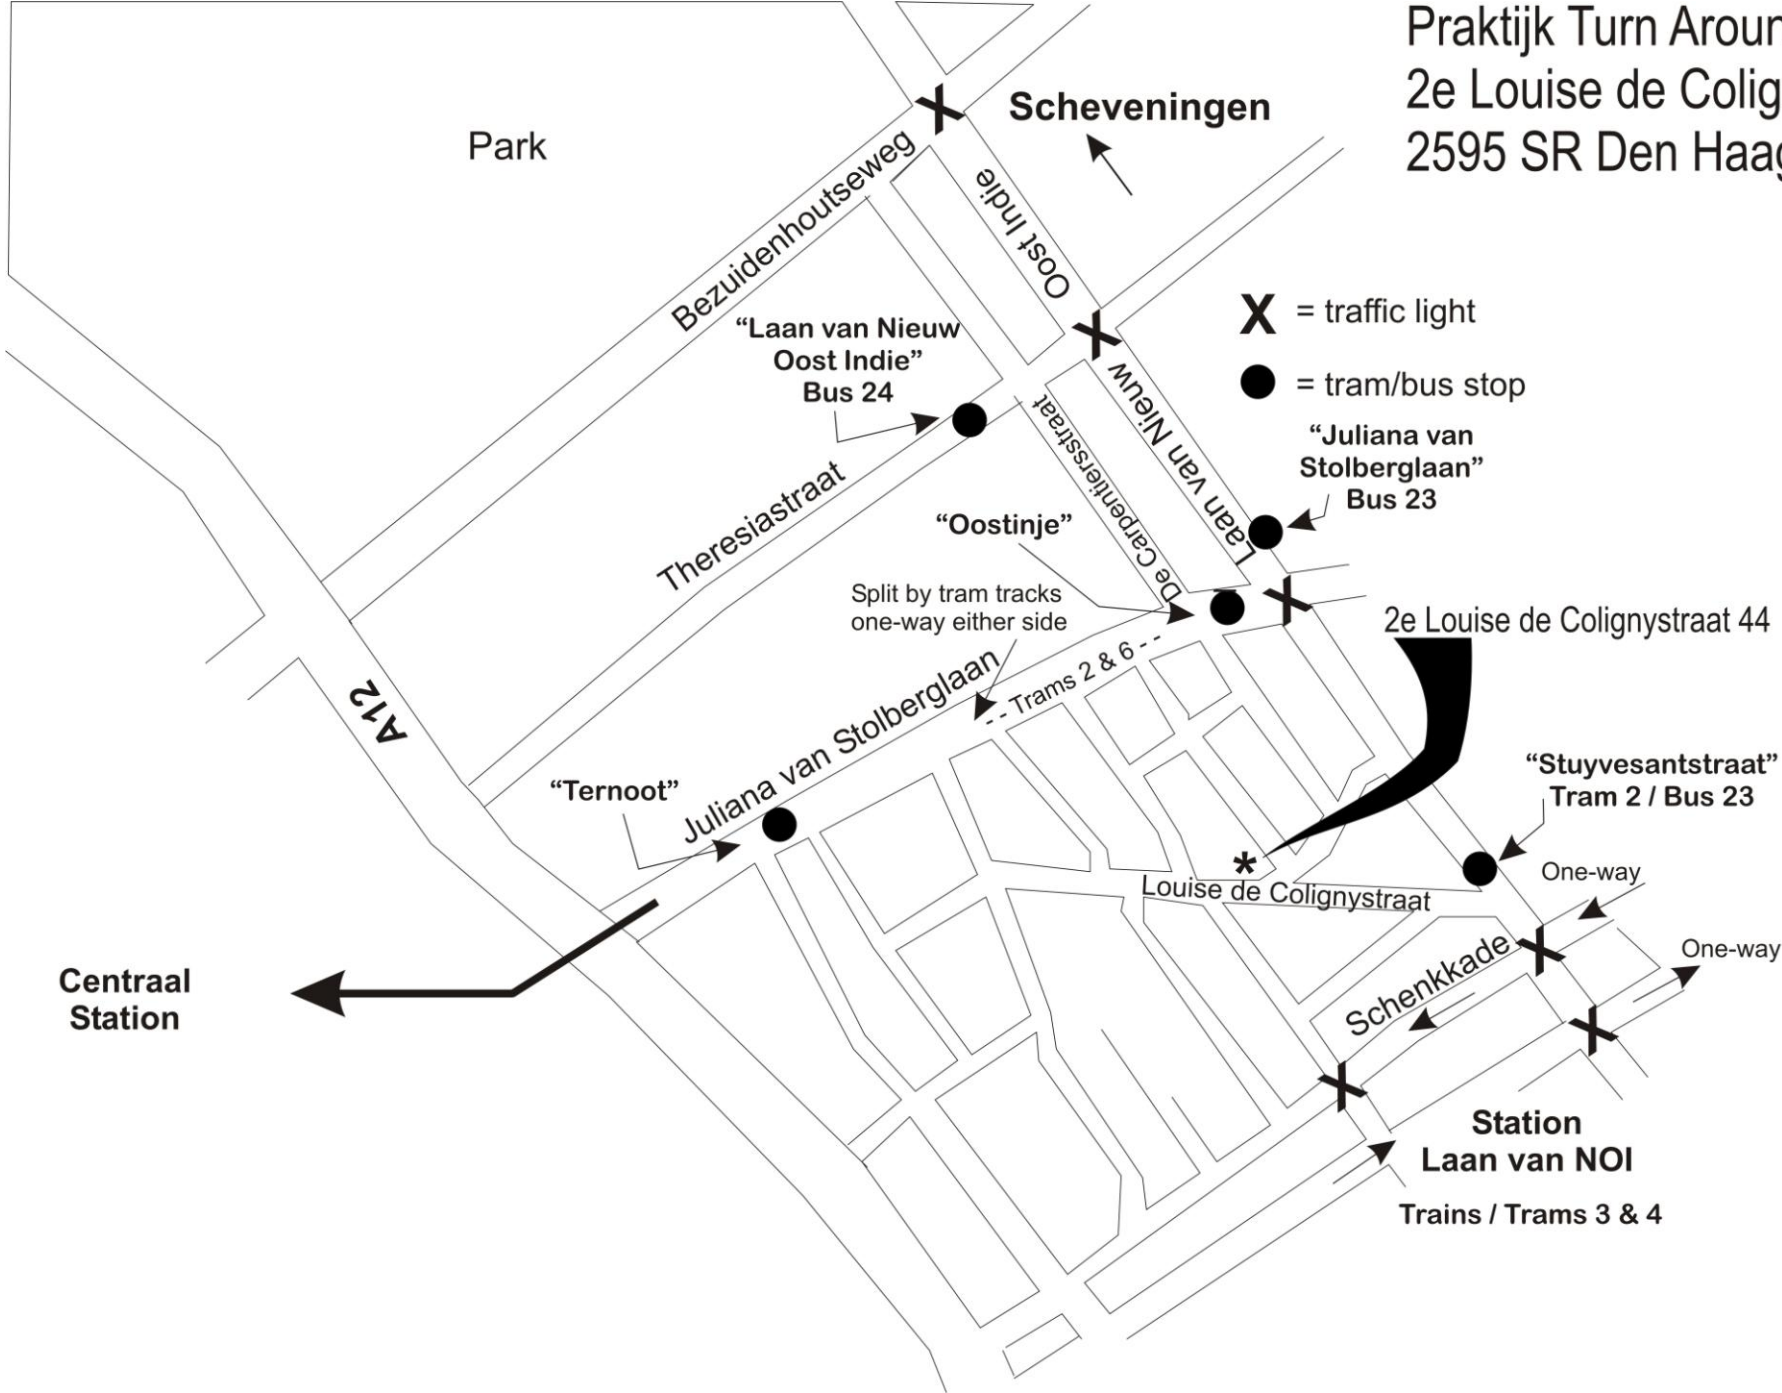 Praktijk Turn Aroun
2e Louise de Colig
2595 SR Den Haag
Scheveningen
Park
Bezuidenhoutseweg
Oost Indie
X = traffic light
= tram/bus stop
“Laan van Nieuw
Oost Indie”
Bus 24
Laan van Nieuw
De Carpentiersstraat
“Juliana van
Stolberglaan”
Bus 23
Theresiastraat
“Oostinje”
Split by tram tracks
one-way either side
2e Louise de Colignystraat 44
- - Trams 2 & 6 - -
A12
Juliana van Stolberglaan
“Ternoot”
“Stuyvesantstraat”
Tram 2 / Bus 23
*
Louise de Colignystraat
One-way
One-way
Schenkkade
Centraal
Station
Station
Laan van NOI
Trains / Trams 3 & 4